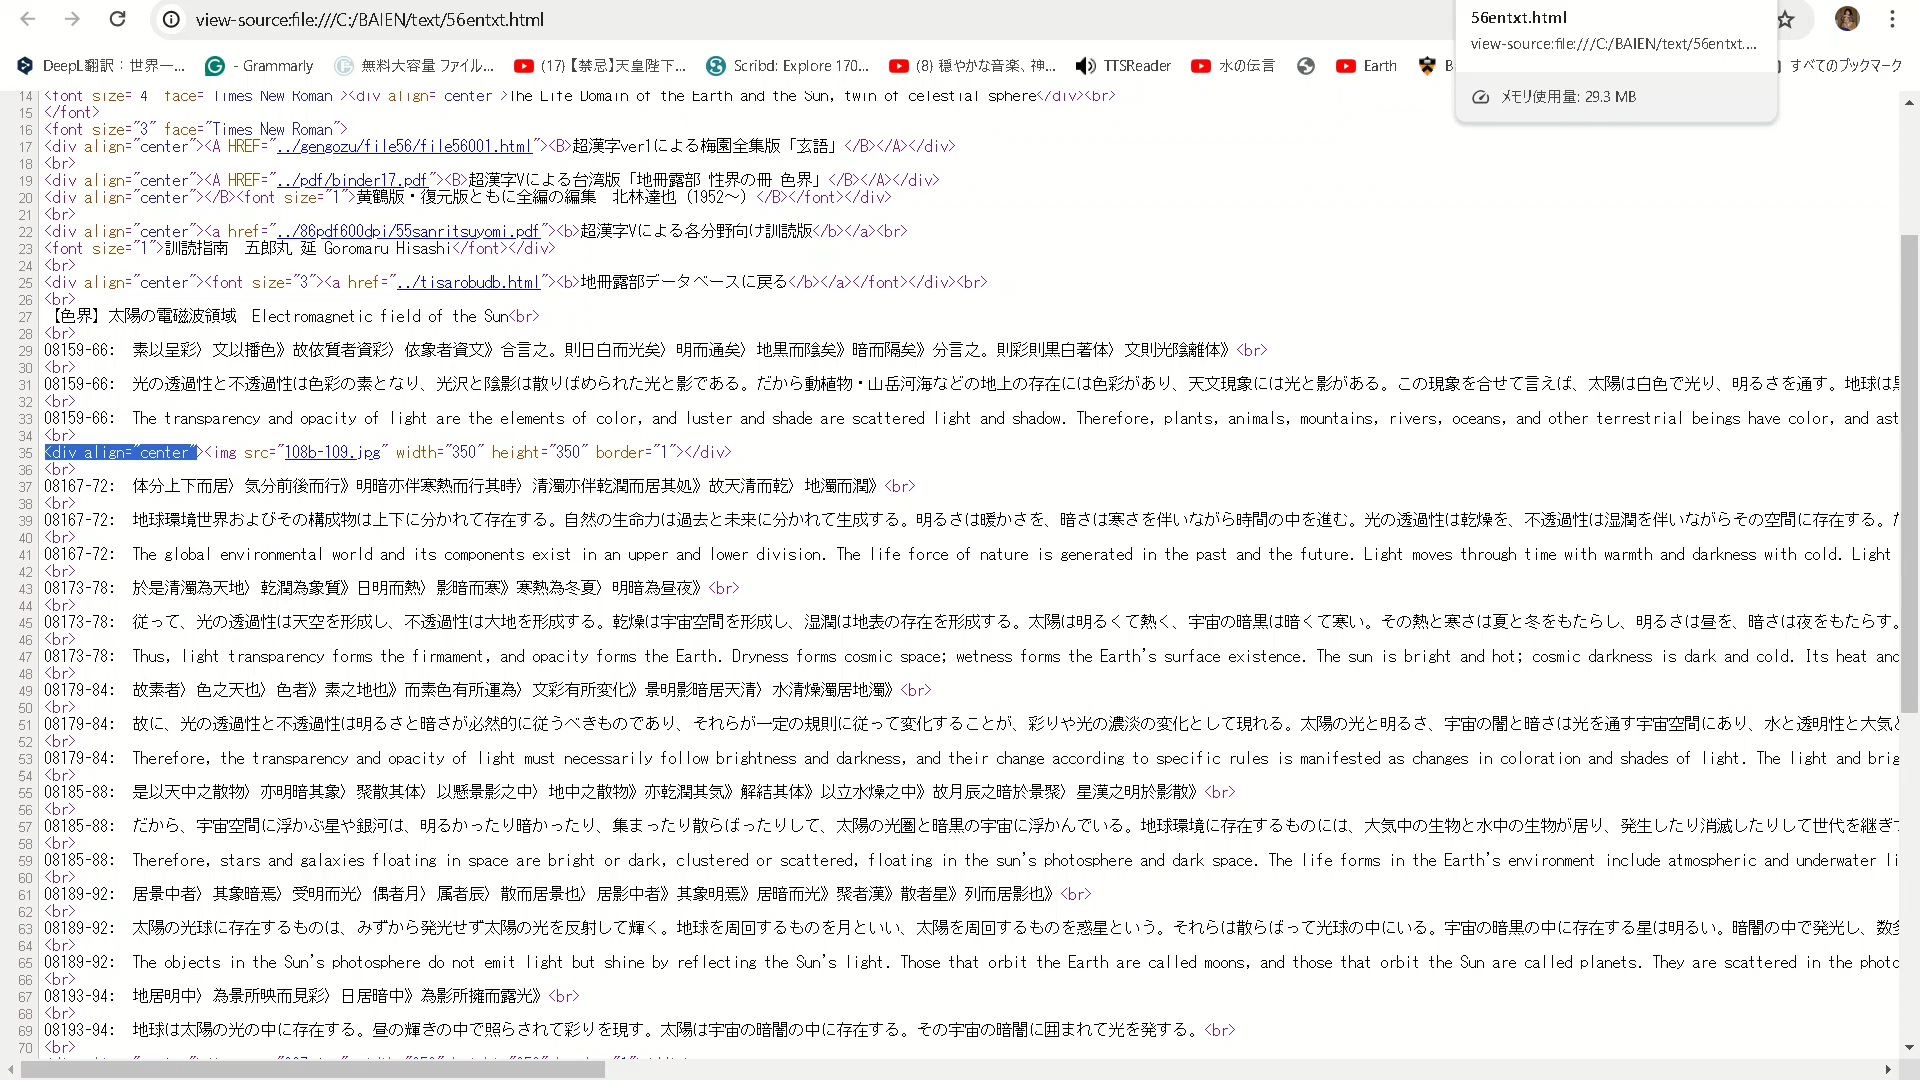 view-source:file:///C:/BAIEN/text/56entxt.html
56entxt.html
view-source:file:///C:/BAIEN/text/56entxt....
メモリ使用量: 29.3 MB
DeepL翻訳：世界一... - Grammarly 無料大容量 ファイル... (17)【禁忌】天皇陛下... Scribd: Explore 170... (8) 穏やかな音楽、神... TTSReader 水の伝言 Earth B すべてのブックマーク
14 <font size="4" face="Times New Roman"><div align="center">The Life Domain of the Earth and the Sun, twin of celestial sphere</div><br>
15 </font>
16 <font size="3" face="Times New Roman">
17 <div align="center"><A HREF="../gengozu/file56/file56001.html"><B>超漢字ver1による梅園全集版「玄語」</B></A></div>
18 <br>
19 <div align="center"><A HREF="../pdf/binder17.pdf"><B>超漢字Vによる台湾版「地冊露部 性界の冊 色界」</B></A></div>
20 <div align="center"></B><font size="1">黄鶴版・復元版ともに全編の編集　北林達也（1952～）</B></font></div>
21 <br>
22 <div align="center"><a href="../86pdf600dpi/55sanritsuyomi.pdf"><b>超漢字Vによる各分野向け訓読版</b></a><br>
23 <font size="1">訓読指南　五郎丸 延 Goromaru Hisashi</font></div>
24 <br>
25 <div align="center"><font size="3"><a href="../tisarobudb.html"><b>地冊露部データベースに戻る</b></a></font></div><br>
26 <br>
27 【色界】太陽の電磁波領域　Electromagnetic field of the Sun<br>
28 <br>
29 08159-66: 素以呈彩〉文以播色》故依質者資彩〉依象者資文》合言之。則日白而光矣〉明而通矣〉地黒而陰矣》暗而隔矣》分言之。則彩則黒白著体〉文則光陰離体》<br>
30 <br>
31 08159-66: 光の透過性と不透過性は色彩の素となり、光沢と陰影は散りばめられた光と影である。だから動植物・山岳河海などの地上の存在には色彩があり、天文現象には光と影がある。この現象を合せて言えば、太陽は白色で光り、明るさを通す。地球は
32 <br>
33 08159-66: The transparency and opacity of light are the elements of color, and luster and shade are scattered light and shadow. Therefore, plants, animals, mountains, rivers, oceans, and other terrestrial beings have color, and ast
34 <br>
35 <div align="center"><img src="108b-109.jpg" width="350" height="350" border="1"></div>
36 <br>
37 08167-72: 体分上下而居〉気分前後而行》明暗亦伴寒熱而行其時〉清濁亦伴乾潤而居其処》故天清而乾〉地濁而潤》<br>
38 <br>
39 08167-72: 地球環境世界およびその構成物は上下に分かれて存在する。自然の生命力は過去と未来に分かれて生成する。明るさは暖かさを、暗さは寒さを伴いながら時間の中を進む。光の透過性は乾燥を、不透過性は湿潤を伴いながらその空間に存在する。
40 <br>
41 08167-72: The global environmental world and its components exist in an upper and lower division. The life force of nature is generated in the past and the future. Light moves through time with warmth and darkness with cold. Light
42 <br>
43 08173-78: 於是清濁為天地〉乾潤為象質》日明而熱〉影暗而寒》寒熱為冬夏〉明暗為昼夜》<br>
44 <br>
45 08173-78: 従って、光の透過性は天空を形成し、不透過性は大地を形成する。乾燥は宇宙空間を形成し、湿潤は地表の存在を形成する。太陽は明るくて熱く、宇宙の暗黒は暗くて寒い。その熱と寒さは夏と冬をもたらし、明るさは昼を、暗さは夜をもたらす。
46 <br>
47 08173-78: Thus, light transparency forms the firmament, and opacity forms the Earth. Dryness forms cosmic space; wetness forms the Earth's surface existence. The sun is bright and hot; cosmic darkness is dark and cold. Its heat and
48 <br>
49 08179-84: 故素者〉色之天也〉色者》素之地也》而素色有所運為〉文彩有所変化》景明影暗居天清〉水清燥濁居地濁》<br>
50 <br>
51 08179-84: 故に、光の透過性と不透過性は明るさと暗さが必然的に従うべきものであり、それらが一定の規則に従って変化することが、彩りや光の濃淡の変化として現れる。太陽の光と明るさ、宇宙の闇と暗さは光を通す宇宙空間にあり、水と透明性と大気と
52 <br>
53 08179-84: Therefore, the transparency and opacity of light must necessarily follow brightness and darkness, and their change according to specific rules is manifested as changes in coloration and shades of light. The light and brig
54 <br>
55 08185-88: 是以天中之散物〉亦明暗其象〉聚散其体〉以懸景影之中〉地中之散物》亦乾潤其気》解結其体》以立水燥之中》故月辰之暗於景聚〉星漢之明於影散》<br>
56 <br>
57 08185-88: だから、宇宙空間に浮かぶ星や銀河は、明るかったり暗かったり、集まったり散らばったりして、太陽の光圏と暗黒の宇宙に浮かんでいる。地球環境に存在するものには、大気中の生物と水中の生物が居り、発生したり消滅したりして世代を継ぎ
58 <br>
59 08185-88: Therefore, stars and galaxies floating in space are bright or dark, clustered or scattered, floating in the sun's photosphere and dark space. The life forms in the Earth's environment include atmospheric and underwater li
60 <br>
61 08189-92: 居景中者〉其象暗焉〉受明而光〉偶者月〉属者辰〉散而居景也〉居影中者》其象明焉》居暗而光》聚者漢》散者星》列而居影也》<br>
62 <br>
63 08189-92: 太陽の光球に存在するものは、みずから発光せず太陽の光を反射して輝く。地球を周回するものを月といい、太陽を周回するものを惑星という。それらは散らばって光球の中にいる。宇宙の暗黒の中に存在する星は明るい。暗闇の中で発光し、数
64 <br>
65 08189-92: The objects in the Sun's photosphere do not emit light but shine by reflecting the Sun's light. Those that orbit the Earth are called moons, and those that orbit the Sun are called planets. They are scattered in the photo
66 <br>
67 08193-94: 地居明中〉為景所映而見彩〉日居暗中》為影所擁而露光》<br>
68 <br>
69 08193-94: 地球は太陽の光の中に存在する。昼の輝きの中で照らされて彩りを現す。太陽は宇宙の暗闇の中に存在する。その宇宙の暗闇に囲まれて光を発する。<br>
70 <br>